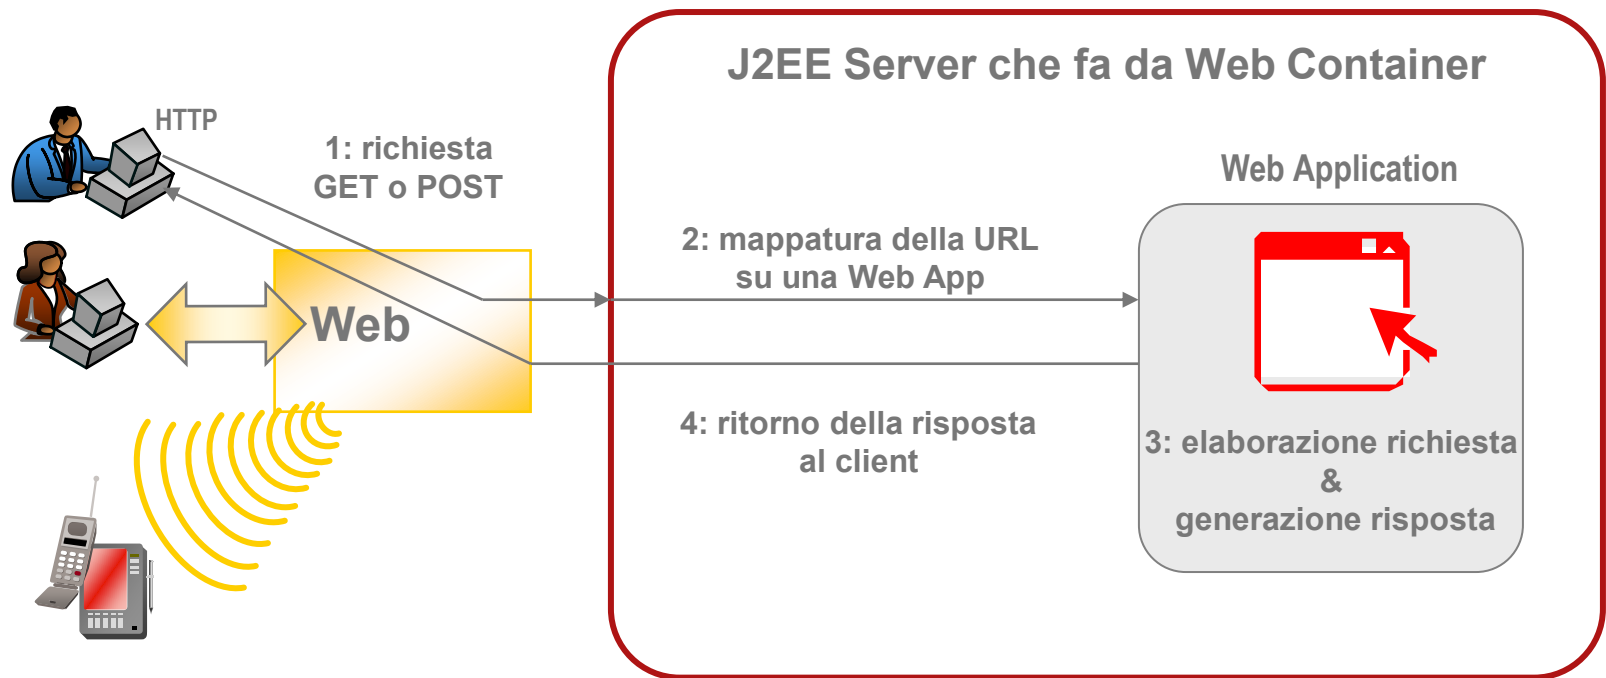 J2EE Server che fa da Web Container
HTTP
1: richiesta
GET o POST
Web Application
2: mappatura della URL
su una Web App
Web
4: ritorno della risposta
al client
3: elaborazione richiesta
&
generazione risposta